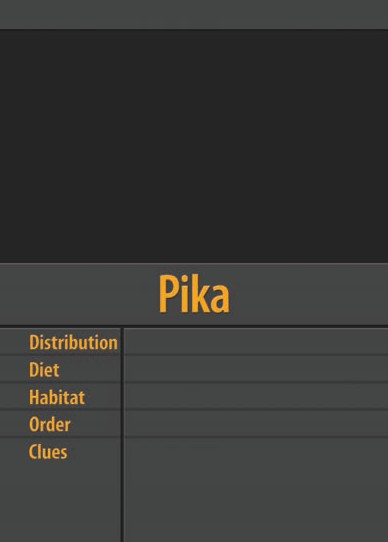 Pika
Distribution
Diet
Habitat
Order
Clues